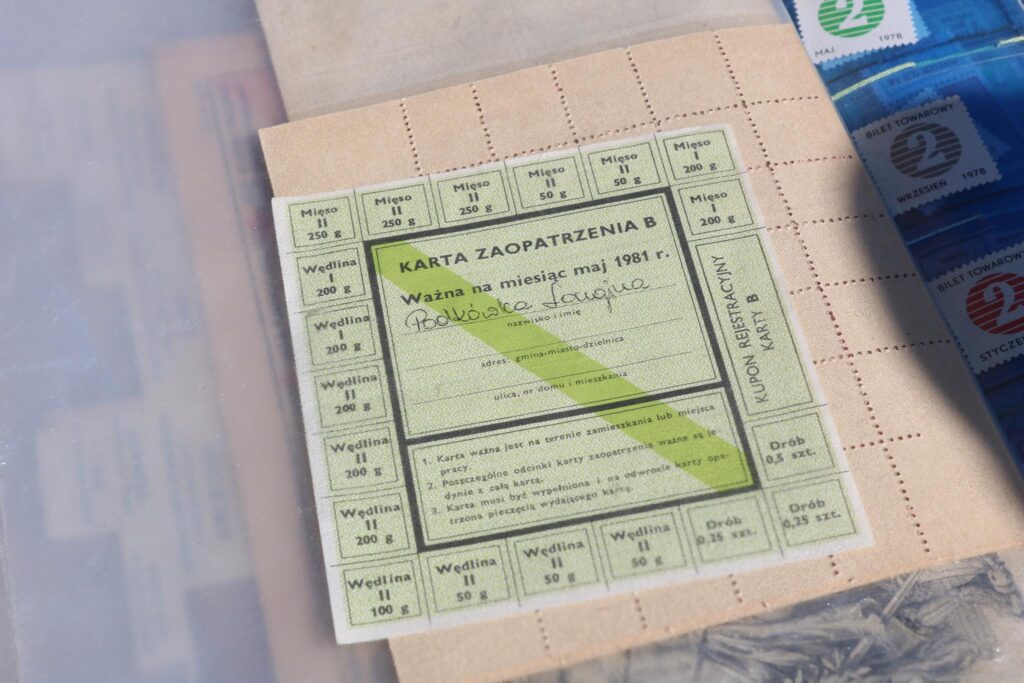 2
MAJ 1978
BILET TOWAROWY
2
WRZESIEŃ 1978
BILET TOWAROWY
2
STYCZE
Mięso
II
250 g
Mięso
II
250 g
Mięso
II
250 g
Mięso
II
50 g
Mięso
II
50 g
Mięso
I
200 g
Mięso
I
200 g
Wędlina
I
200 g
Wędlina
I
200 g
Wędlina
II
200 g
Wędlina
II
200 g
Wędlina
II
200 g
Wędlina
II
100 g
KARTA ZAOPATRZENIA B
Ważna na miesiąc maj 1981 r.
Podkówka Longina
nazwisko i imię
adres- gmina-miasto-dzielnica
ulica, nr domu i mieszkania
1. Karta ważna jest na terenie zamieszkania lub miejsca
pracy.
2. Poszczególne odcinki karty zaopatrzenia ważne są je-
dynie z całą kartą.
3. Karta musi być wypełniona i na odwrocie karty opa-
trzona pieczęcią wydającego kartę.
KUPON REJESTRACYJNY
KARTY B
Drób
0,5 szt.
Wędlina
II
50 g
Wędlina
II
50 g
Wędlina
II
50 g
Drób
0,25 szt.
Drób
0,25 szt.